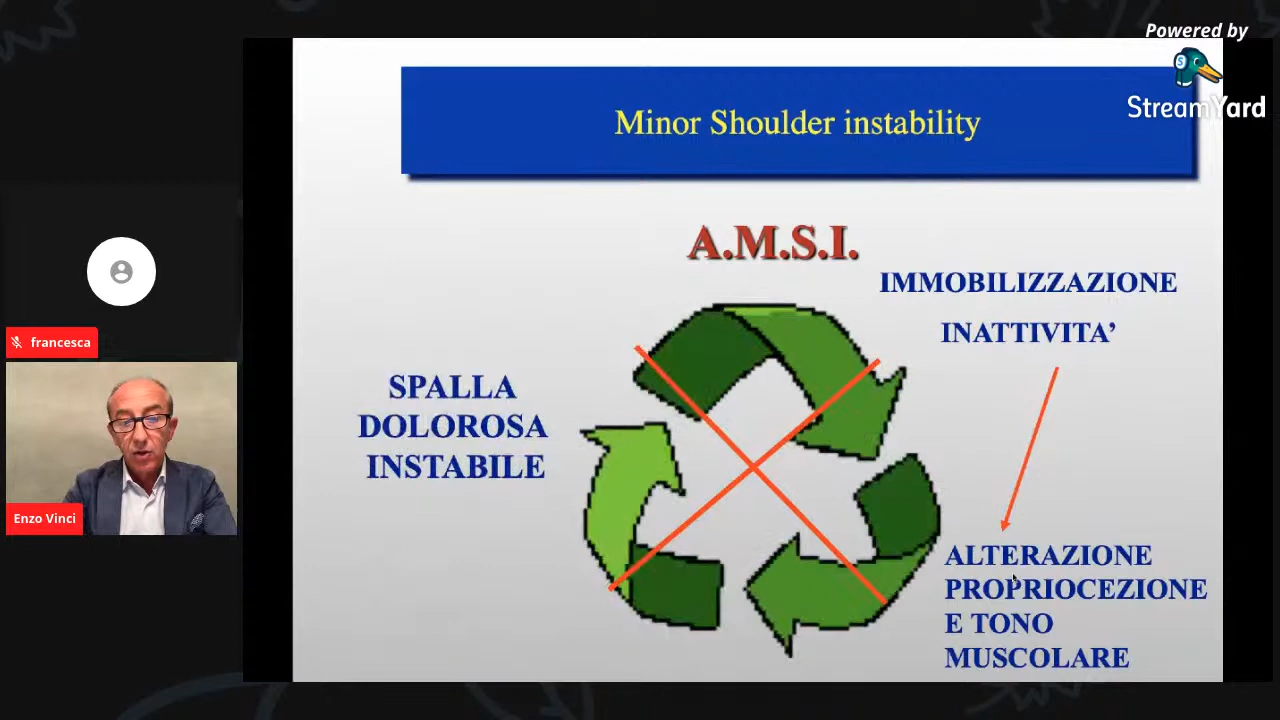 Powered by
StreamYard
Minor Shoulder instability
A.M.S.I.
IMMOBILIZZAZIONE
INATTIVITA’
SPALLA
DOLOROSA
INSTABILE
ALTERAZIONE
PROPRIOCEZIONE
E TONO
MUSCOLARE
francesca
Enzo Vinci